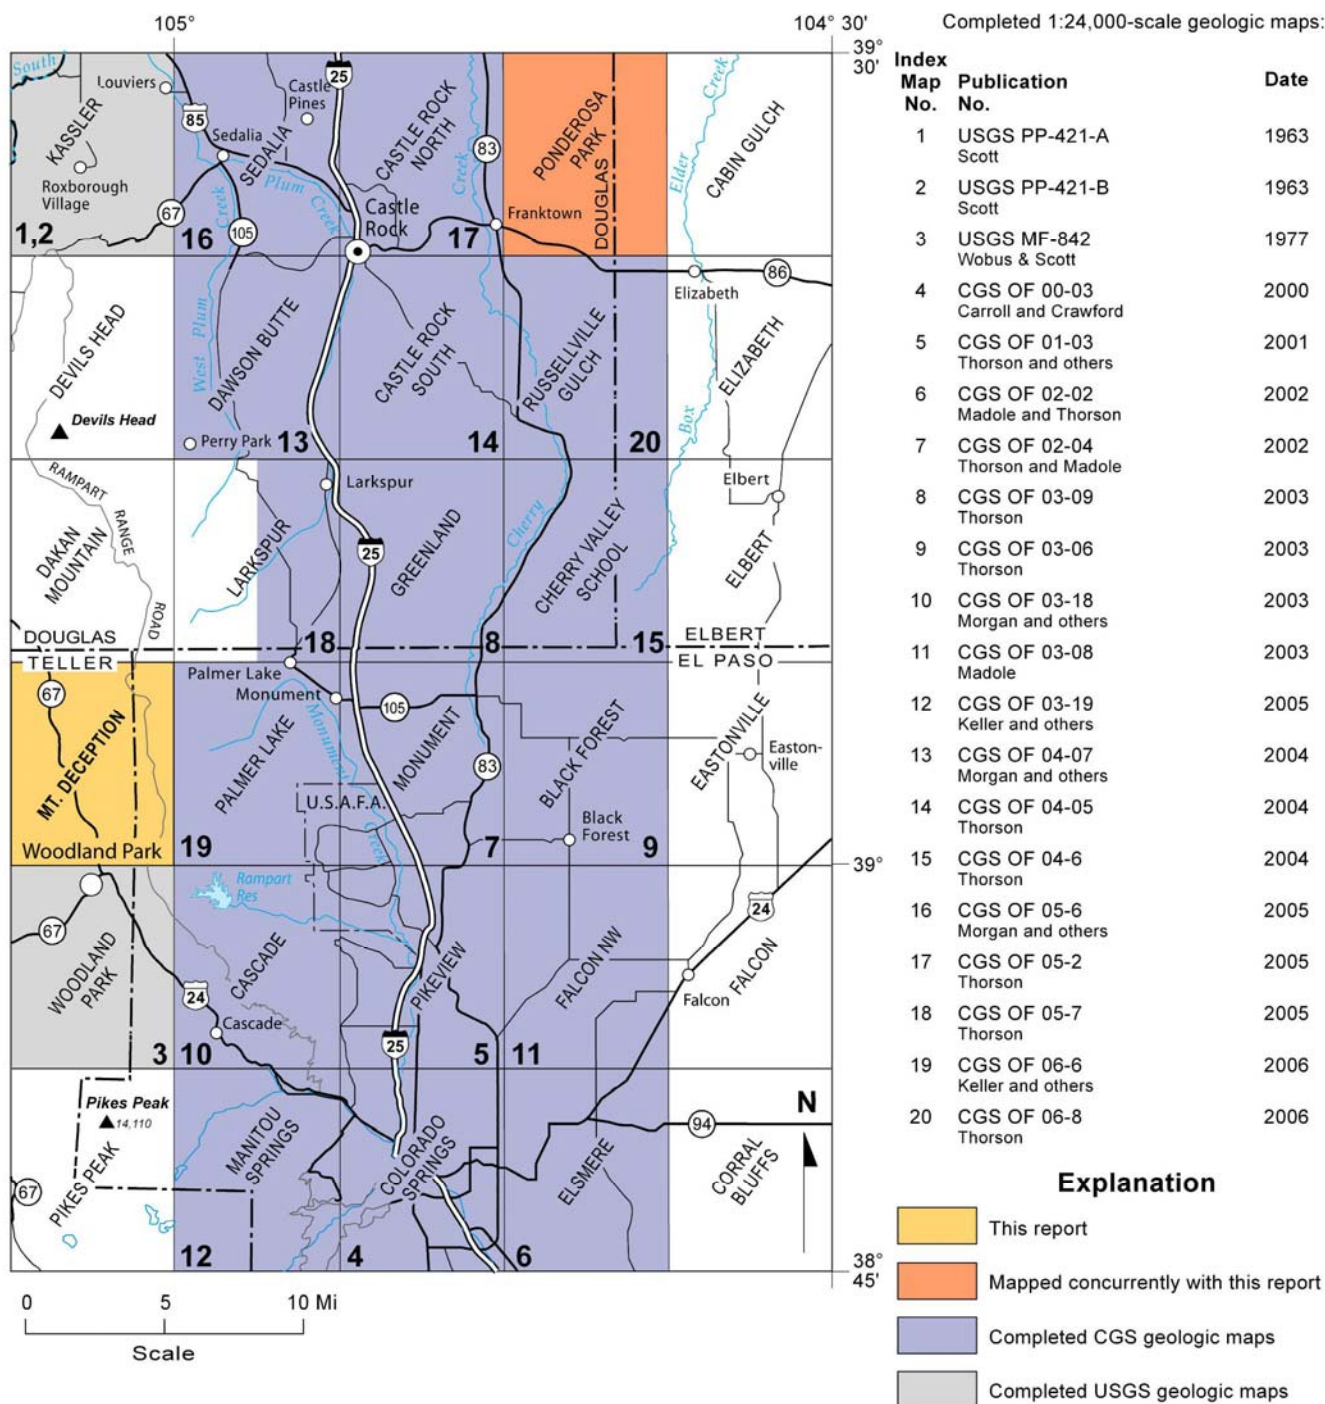 105°
104° 30'
39°
30'
South
Louviers
85
Sedalia
SEDALIA
Castle
Pines
25
CASTLE ROCK
NORTH
Creek
83
PONDEROSA
PARK
DOUGLAS
Elder
Creek
CABIN GULCH
KASSLER
Roxborough
Village
67
1,2
16
Creek
105
Plum
Creek
Castle
Rock
17
Franktown
86
Elizabeth
DEVILS HEAD
Devils Head
West Plum
DAWSON BUTTE
Perry Park
13
CASTLE ROCK
SOUTH
14
RUSSELLVILLE
GULCH
20
Box
ELIZABETH
RAMPART
RANGE
ROAD
DAKAN
MOUNTAIN
Larkspur
LARKSPUR
25
GREENLAND
Cherry
CHERRY VALLEY
SCHOOL
Elbert
ELBERT
DOUGLAS
TELLER
18
8
15
ELBERT
EL PASO
67
MT. DECEPTION
Woodland Park
Palmer Lake
Monument
105
PALMER LAKE
Monument
Creek
U.S.A.F.A.
MONUMENT
83
BLACK FOREST
Black
Forest
EASTONVILLE
Easton-
ville
19
7
9
39°
67
WOODLAND
PARK
3
Rampart
Res
24
CASCADE
Cascade
10
PIKEVIEW
25
5
FALCON NW
11
24
Falcon
FALCON
Pikes Peak
14,110
PIKES PEAK
67
MANITOU
SPRINGS
12
COLORADO
SPRINGS
4
ELSMERE
6
94
CORRAL
BLUFFS
N
38°
45'
0 5 10 Mi
Scale
Completed 1:24,000-scale geologic maps:
Index
Map Publication Date
No. No.
1 USGS PP-421-A 1963
Scott
2 USGS PP-421-B 1963
Scott
3 USGS MF-842 1977
Wobus & Scott
4 CGS OF 00-03 2000
Carroll and Crawford
5 CGS OF 01-03 2001
Thorson and others
6 CGS OF 02-02 2002
Madole and Thorson
7 CGS OF 02-04 2002
Thorson and Madole
8 CGS OF 03-09 2003
Thorson
9 CGS OF 03-06 2003
Thorson
10 CGS OF 03-18 2003
Morgan and others
11 CGS OF 03-08 2003
Madole
12 CGS OF 03-19 2005
Keller and others
13 CGS OF 04-07 2004
Morgan and others
14 CGS OF 04-05 2004
Thorson
15 CGS OF 04-6 2004
Thorson
16 CGS OF 05-6 2005
Morgan and others
17 CGS OF 05-2 2005
Thorson
18 CGS OF 05-7 2005
Thorson
19 CGS OF 06-6 2006
Keller and others
20 CGS OF 06-8 2006
Thorson
Explanation
This report
Mapped concurrently with this report
Completed CGS geologic maps
Completed USGS geologic maps